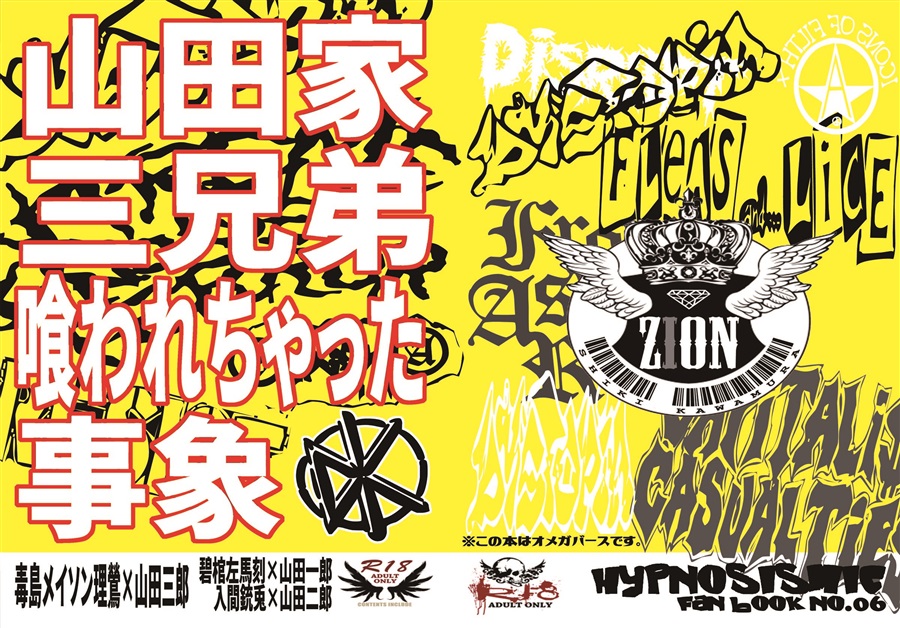 山田家
三兄弟
喰われちゃった
事象
毒島メイソン理鶯×山田三郎
碧棺左馬刻×山田一郎
入間銃兎×山田二郎
R18
ADULT
ONLY
CONTENTS INCLUDE
ICONS OF FILTH
DISTOPIA
FLEAS
and... LICE
ZION
SHIKI KAWAMURA
DISTOPIA
CASUALTIES
※この本はオメガバースです。
R18
ADULT ONLY
HYPNOSISMIC
FAN BOOK NO.06